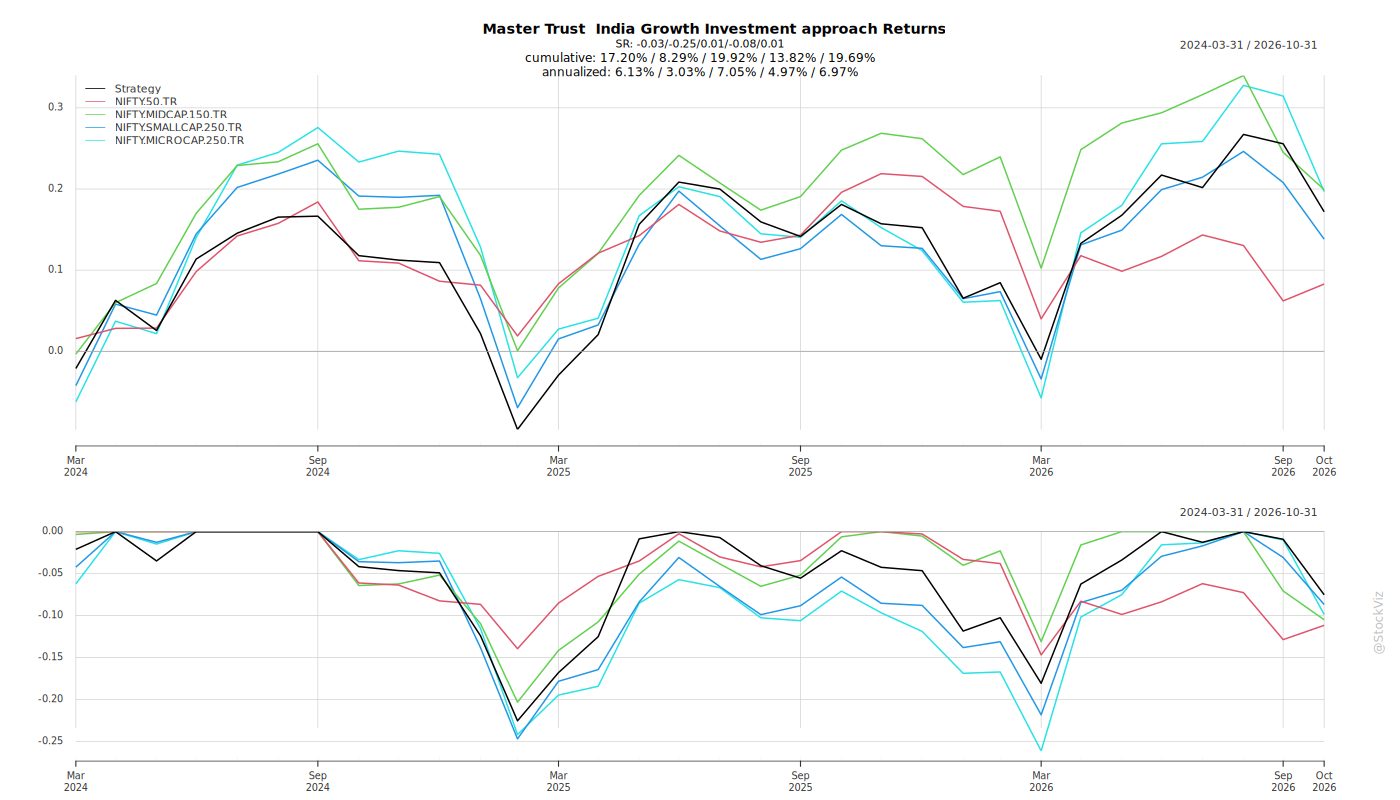 Master Trust  India Growth Investment approach Returns
SR: -0.03/-0.25/0.01/-0.08/0.01
cumulative: 17.20% / 8.29% / 19.92% / 13.82% / 19.69%
annualized: 6.13% / 3.03% / 7.05% / 4.97% / 6.97%
2024-03-31 / 2026-10-31
Strategy
NIFTY.50.TR
NIFTY.MIDCAP.150.TR
NIFTY.SMALLCAP.250.TR
NIFTY.MICROCAP.250.TR
0.3
0.2
0.1
0.0
Mar Sep Mar Sep Mar Sep Oct
2024 2024 2025 2025 2026 2026 2026
2024-03-31 / 2026-10-31
0.00
-0.05
-0.10
-0.15
-0.20
-0.25
Mar Sep Mar Sep Mar Sep Oct
2024 2024 2025 2025 2026 2026 2026
@StockViz